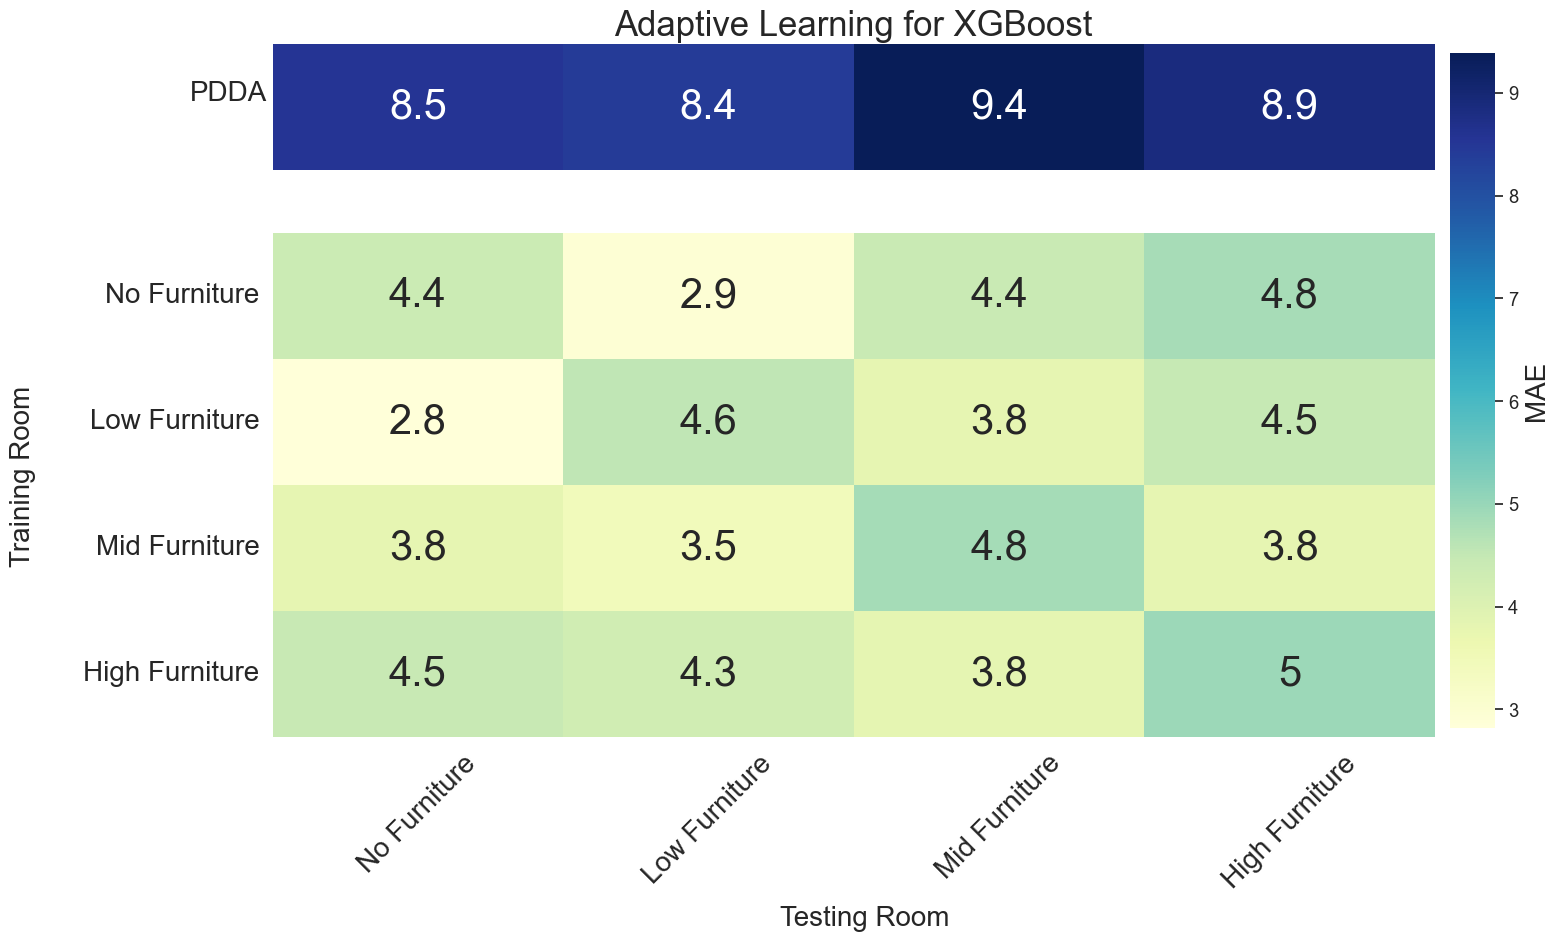 Adaptive Learning for XGBoost
PDDA
8.5 8.4 9.4 8.9
No Furniture
4.4 2.9 4.4 4.8
Low Furniture
2.8 4.6 3.8 4.5
Mid Furniture
3.8 3.5 4.8 3.8
High Furniture
4.5 4.3 3.8 5
Training Room
No Furniture
Low Furniture
Mid Furniture
High Furniture
Testing Room
9
8
7
6
5
4
3
MAE